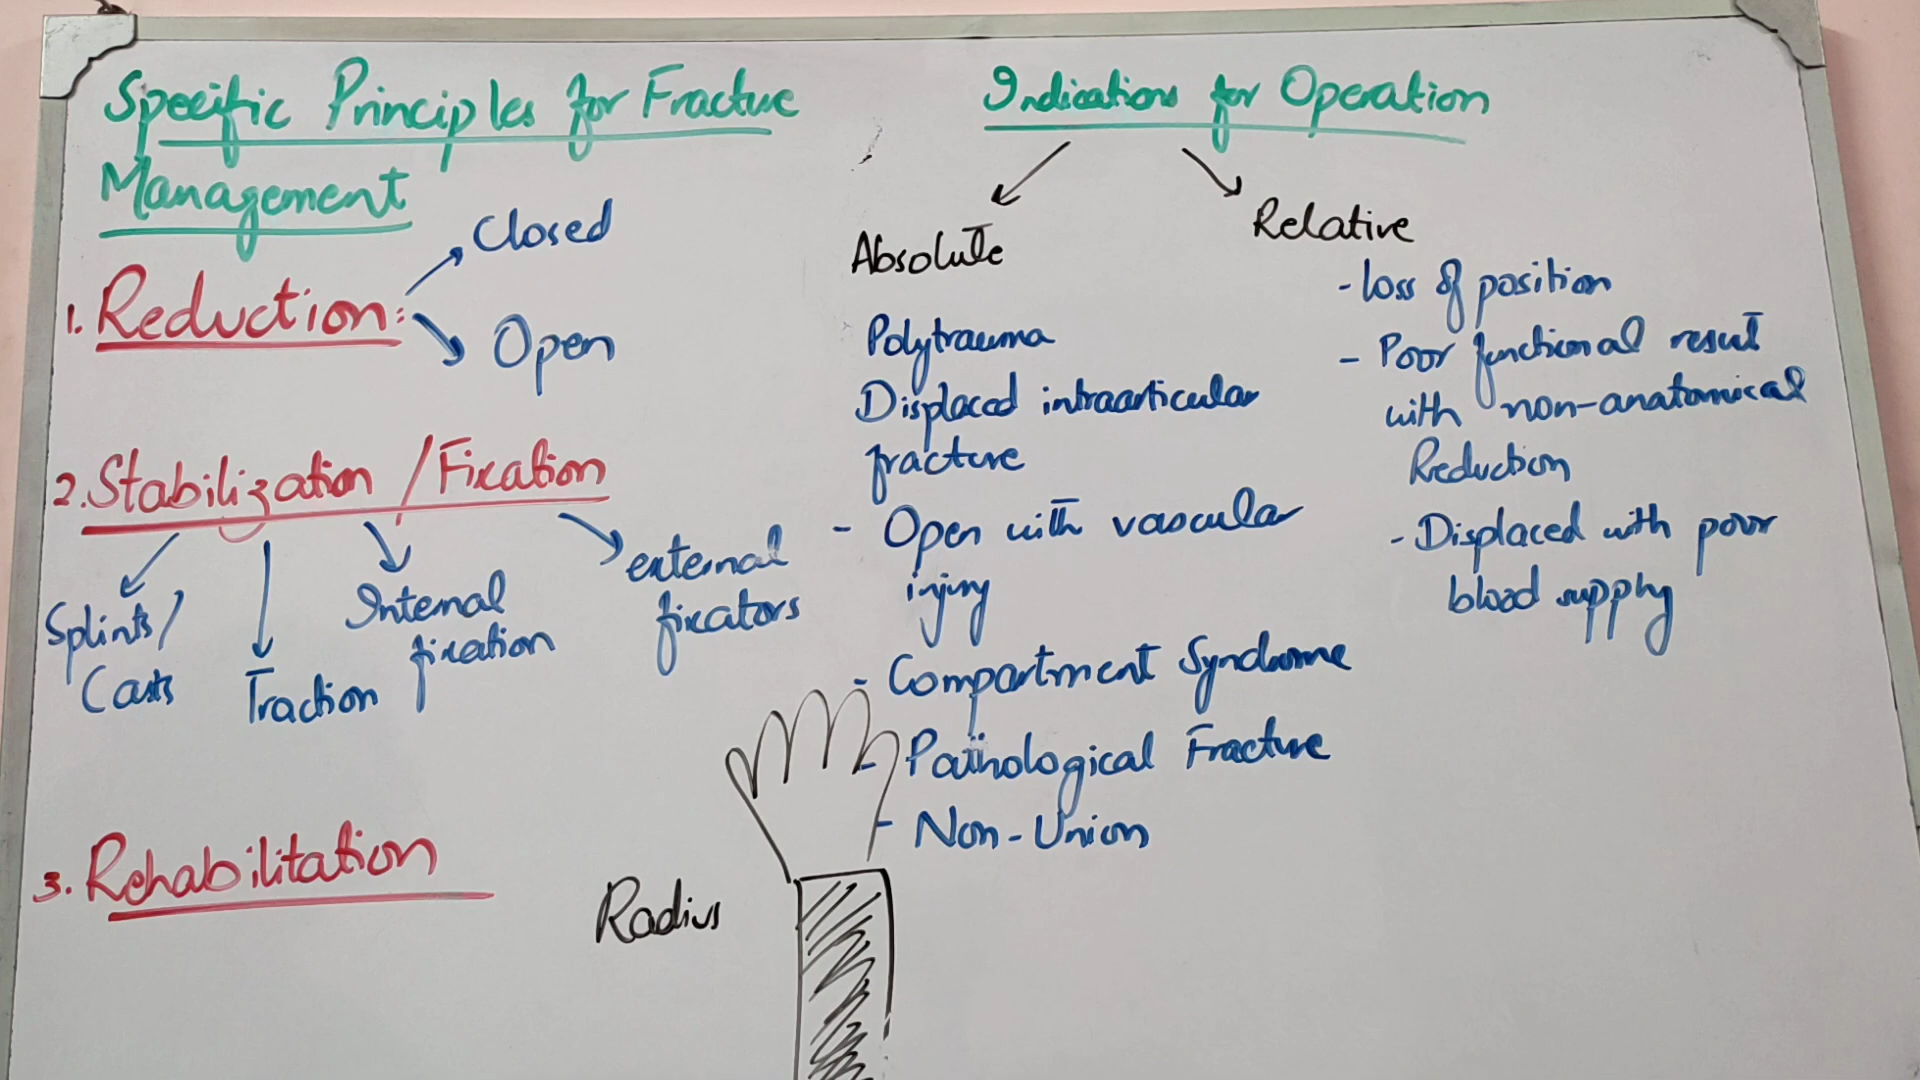 Specific Principles for Fracture
Management
1. Reduction:
Closed
Open
2. Stabilization / Fixation
Splints/
Casts
Traction
Internal
fixation
external
fixators
3. Rehabilitation
Radius
Indications for Operation
Absolute
Polytrauma
Displaced intraarticular
fracture
- Open with vascular
injury
- Compartment Syndrome
- Pathological Fracture
- Non-Union
Relative
- loss of position
- Poor functional result
with non-anatomical
Reduction
- Displaced with poor
blood supply